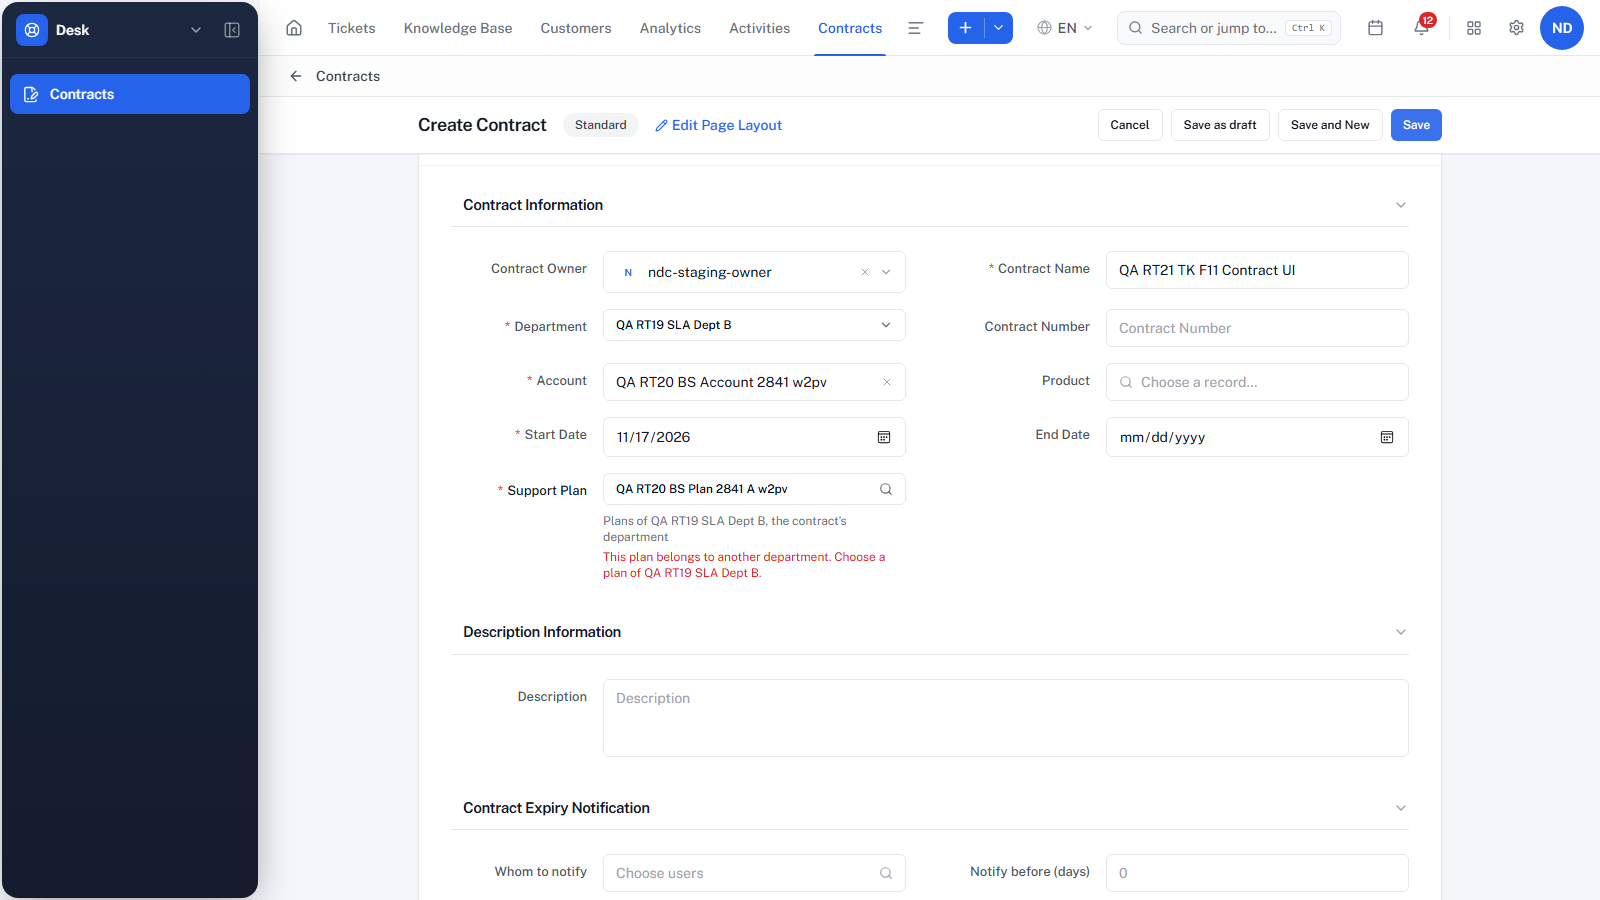 Desk
Contracts
Tickets
Knowledge Base
Customers
Analytics
Activities
Contracts
EN
Search or jump to...
Ctrl K
12
ND
Contracts
Create Contract
Standard
Edit Page Layout
Cancel
Save as draft
Save and New
Save
Contract Information
Contract Owner
N ndc-staging-owner
* Contract Name
QA RT21 TK F11 Contract UI
* Department
QA RT19 SLA Dept B
Contract Number
Contract Number
* Account
QA RT20 BS Account 2841 w2pv
Product
Choose a record...
* Start Date
11/17/2026
End Date
mm/dd/yyyy
* Support Plan
QA RT20 BS Plan 2841 A w2pv
Plans of QA RT19 SLA Dept B, the contract's
department
This plan belongs to another department. Choose a
plan of QA RT19 SLA Dept B.
Description Information
Description
Description
Contract Expiry Notification
Whom to notify
Choose users
Notify before (days)
0